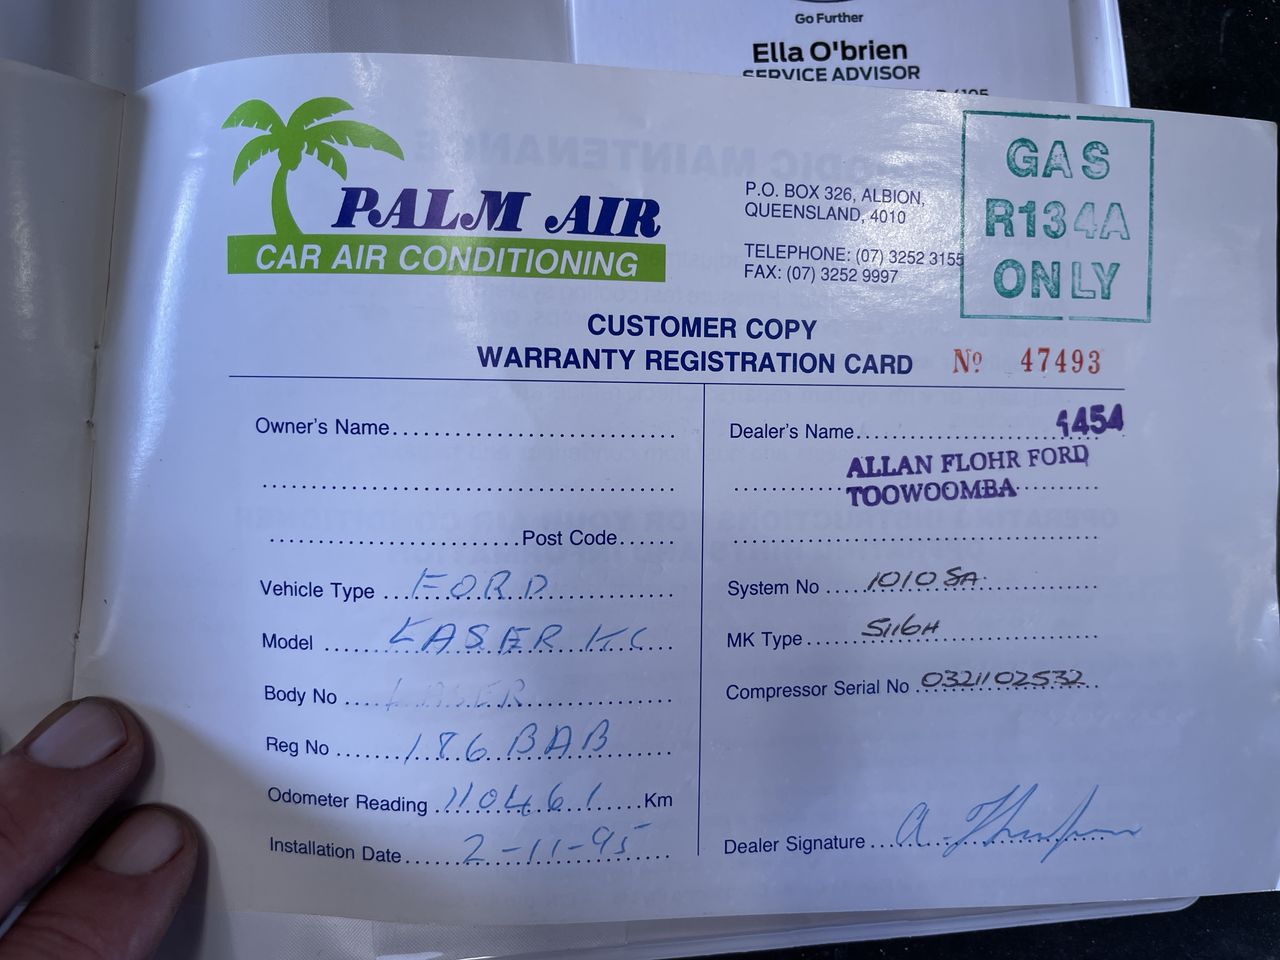 Go Further
Ella O'brien
SERVICE ADVISOR
PALM AIR
CAR AIR CONDITIONING
P.O. BOX 326, ALBION,
QUEENSLAND, 4010
TELEPHONE: (07) 3252 3155
FAX: (07) 3252 9997
GAS
R134A
ONLY
CUSTOMER COPY
WARRANTY REGISTRATION CARD
Nº 47493
Owner's Name
Post Code
Vehicle Type FORD
Model LASER KC
Body No LASER
Reg No 186 BAB
Odometer Reading 110461 Km
Installation Date 2-11-95
Dealer's Name 1454
ALLAN FLOHR FORD
TOOWOOMBA
System No 1010 SA
MK Type S116H
Compressor Serial No 0321102532
Dealer Signature